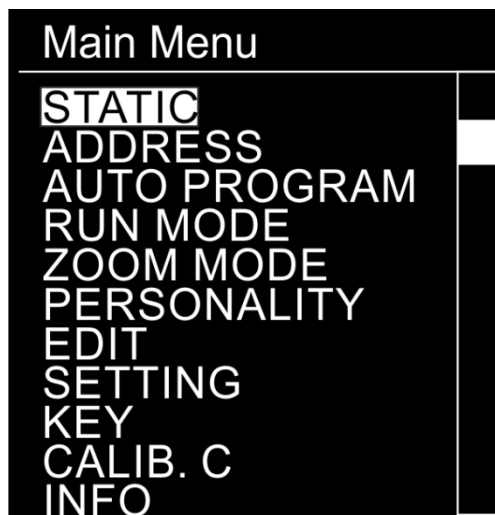 Main Menu
STATIC
ADDRESS
AUTO PROGRAM
RUN MODE
ZOOM MODE
PERSONALITY
EDIT
SETTING
KEY
CALIB. C
INFO